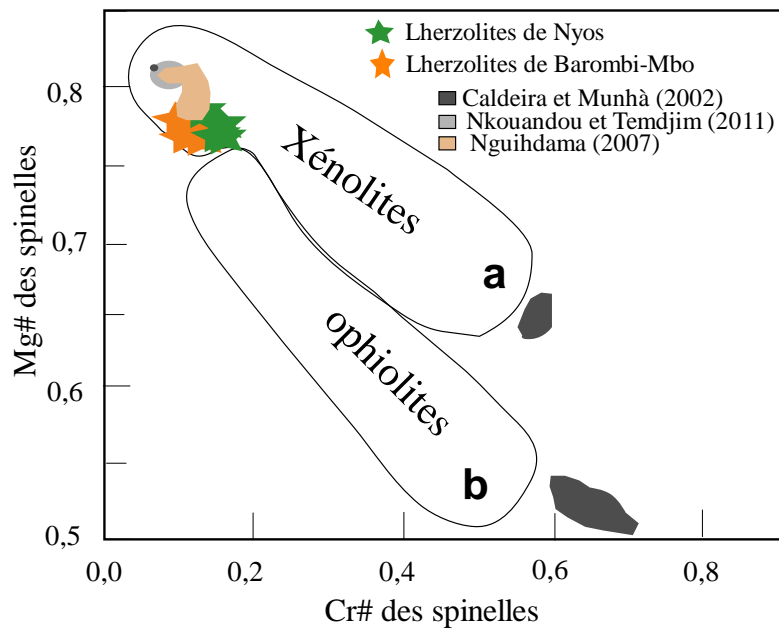 Lherzolites de Nyos
Lherzolites de Barombi-Mbo
Caldeira et Munhà (2002)
Nkouandou et Temdjim (2011)
Nguihdama (2007)
Xénolites
a
ophiolites
b
Mg# des spinelles
0,8
0,7
0,6
0,5
0,0
0,2
0,4
0,6
0,8
Cr# des spinelles